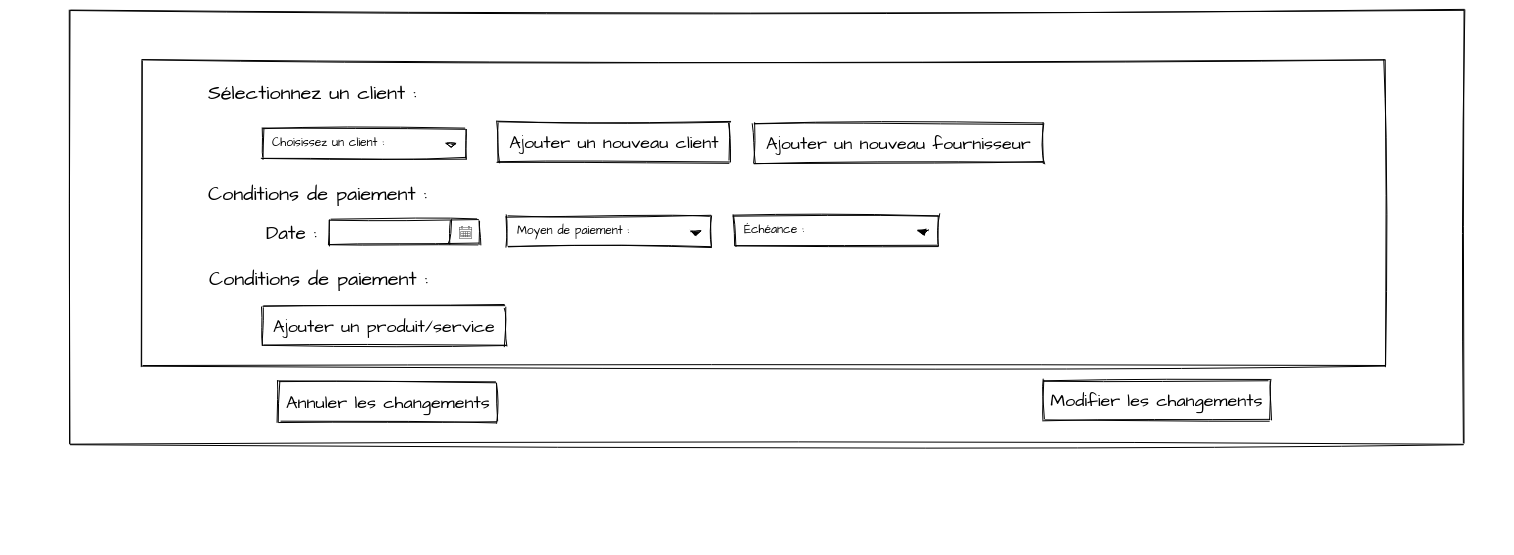 Sélectionnez un client :
Choisissez un client :
Ajouter un nouveau client
Ajouter un nouveau fournisseur
Conditions de paiement :
Date :
Moyen de paiement :
Échéance :
Conditions de paiement :
Ajouter un produit/service
Annuler les changements
Modifier les changements